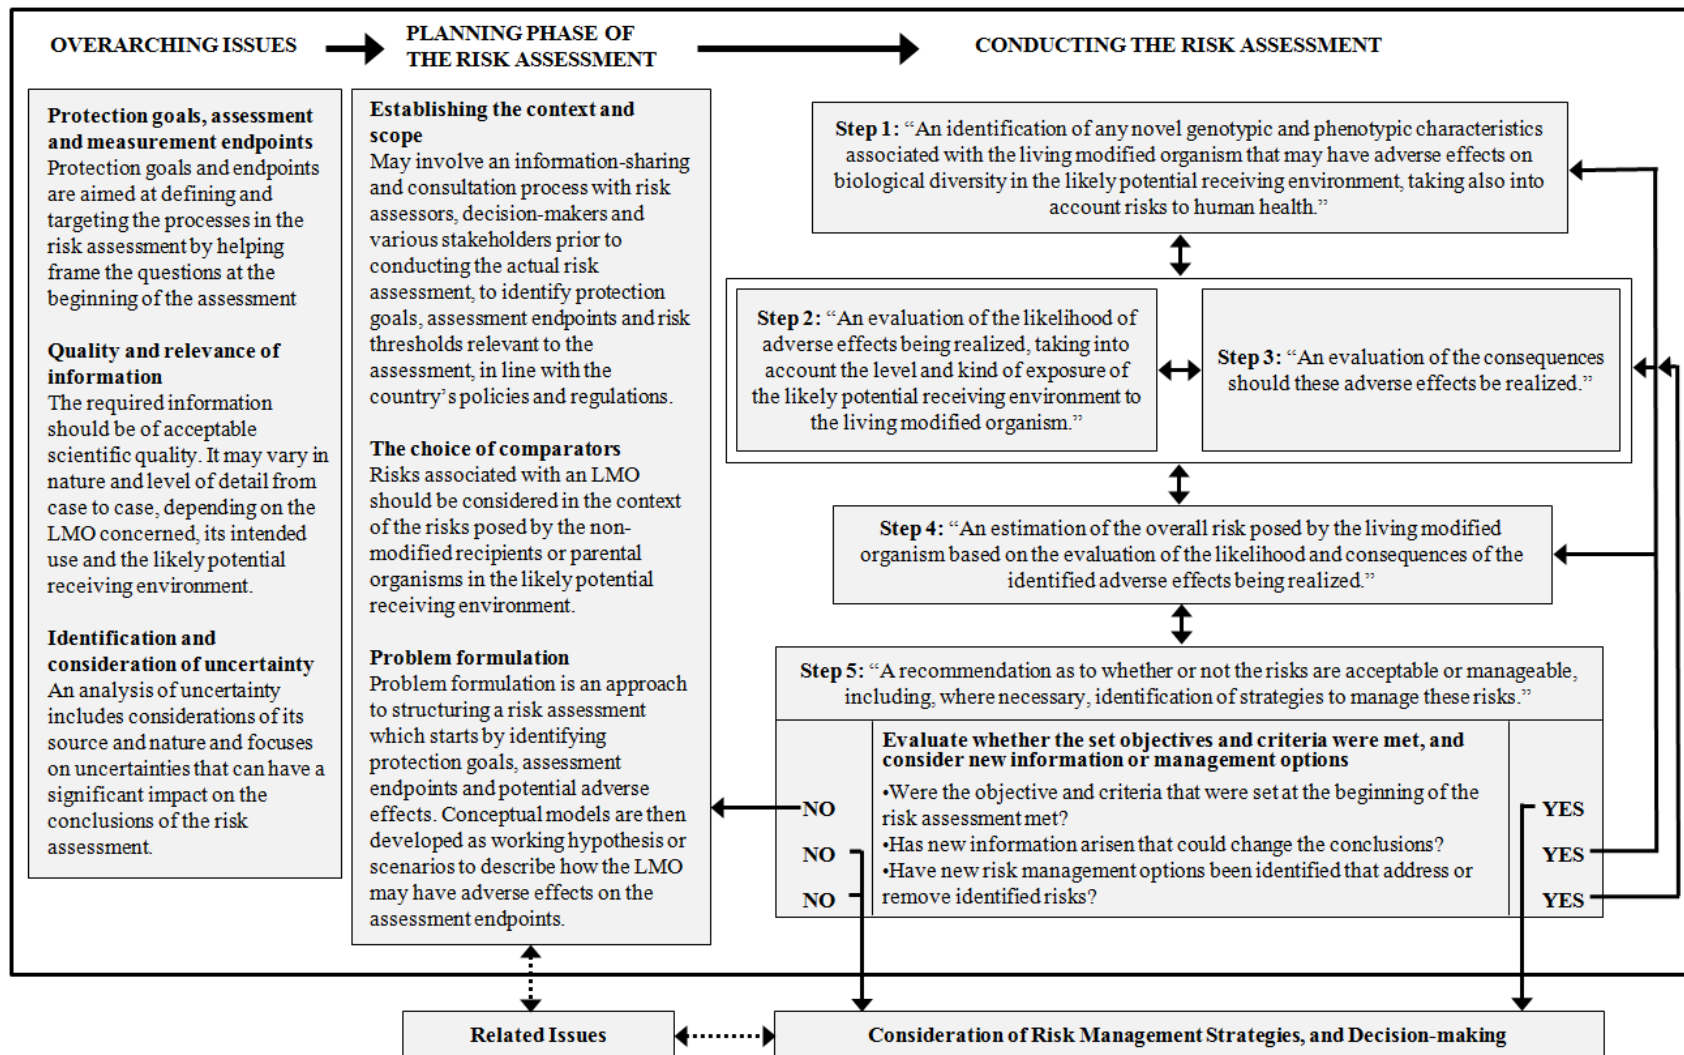 OVERARCHING ISSUES
PLANNING PHASE OF
THE RISK ASSESSMENT
CONDUCTING THE RISK ASSESSMENT
Protection goals, assessment
and measurement endpoints
Protection goals and endpoints
are aimed at defining and
targeting the processes in the
risk assessment by helping
frame the questions at the
beginning of the assessment
Quality and relevance of
information
The required information
should be of acceptable
scientific quality. It may vary in
nature and level of detail from
case to case, depending on the
LMO concerned, its intended
use and the likely potential
receiving environment.
Identification and
consideration of uncertainty
An analysis of uncertainty
includes considerations of its
source and nature and focuses
on uncertainties that can have a
significant impact on the
conclusions of the risk
assessment.
Establishing the context and
scope
May involve an information-sharing
and consultation process with risk
assessors, decision-makers and
various stakeholders prior to
conducting the actual risk
assessment, to identify protection
goals, assessment endpoints and risk
thresholds relevant to the
assessment, in line with the
country’s policies and regulations.
The choice of comparators
Risks associated with an LMO
should be considered in the context
of the risks posed by the non-
modified recipients or parental
organisms in the likely potential
receiving environment.
Problem formulation
Problem formulation is an approach
to structuring a risk assessment
which starts by identifying
protection goals, assessment
endpoints and potential adverse
effects. Conceptual models are then
developed as working hypothesis or
scenarios to describe how the LMO
may have adverse effects on the
assessment endpoints.
Step 1: “An identification of any novel genotypic and phenotypic characteristics
associated with the living modified organism that may have adverse effects on
biological diversity in the likely potential receiving environment, taking also into
account risks to human health.”
Step 2: “An evaluation of the likelihood of
adverse effects being realized, taking into
account the level and kind of exposure of
the likely potential receiving environment to
the living modified organism.”
Step 3: “An evaluation of the consequences
should these adverse effects be realized.”
Step 4: “An estimation of the overall risk posed by the living modified
organism based on the evaluation of the likelihood and consequences of the
identified adverse effects being realized.”
Step 5: “A recommendation as to whether or not the risks are acceptable or manageable,
including, where necessary, identification of strategies to manage these risks.”
Evaluate whether the set objectives and criteria were met, and
consider new information or management options
•Were the objective and criteria that were set at the beginning of the
risk assessment met?
•Has new information arisen that could change the conclusions?
•Have new risk management options been identified that address or
remove identified risks?
NO
NO
NO
YES
YES
YES
Related Issues
Consideration of Risk Management Strategies, and Decision-making